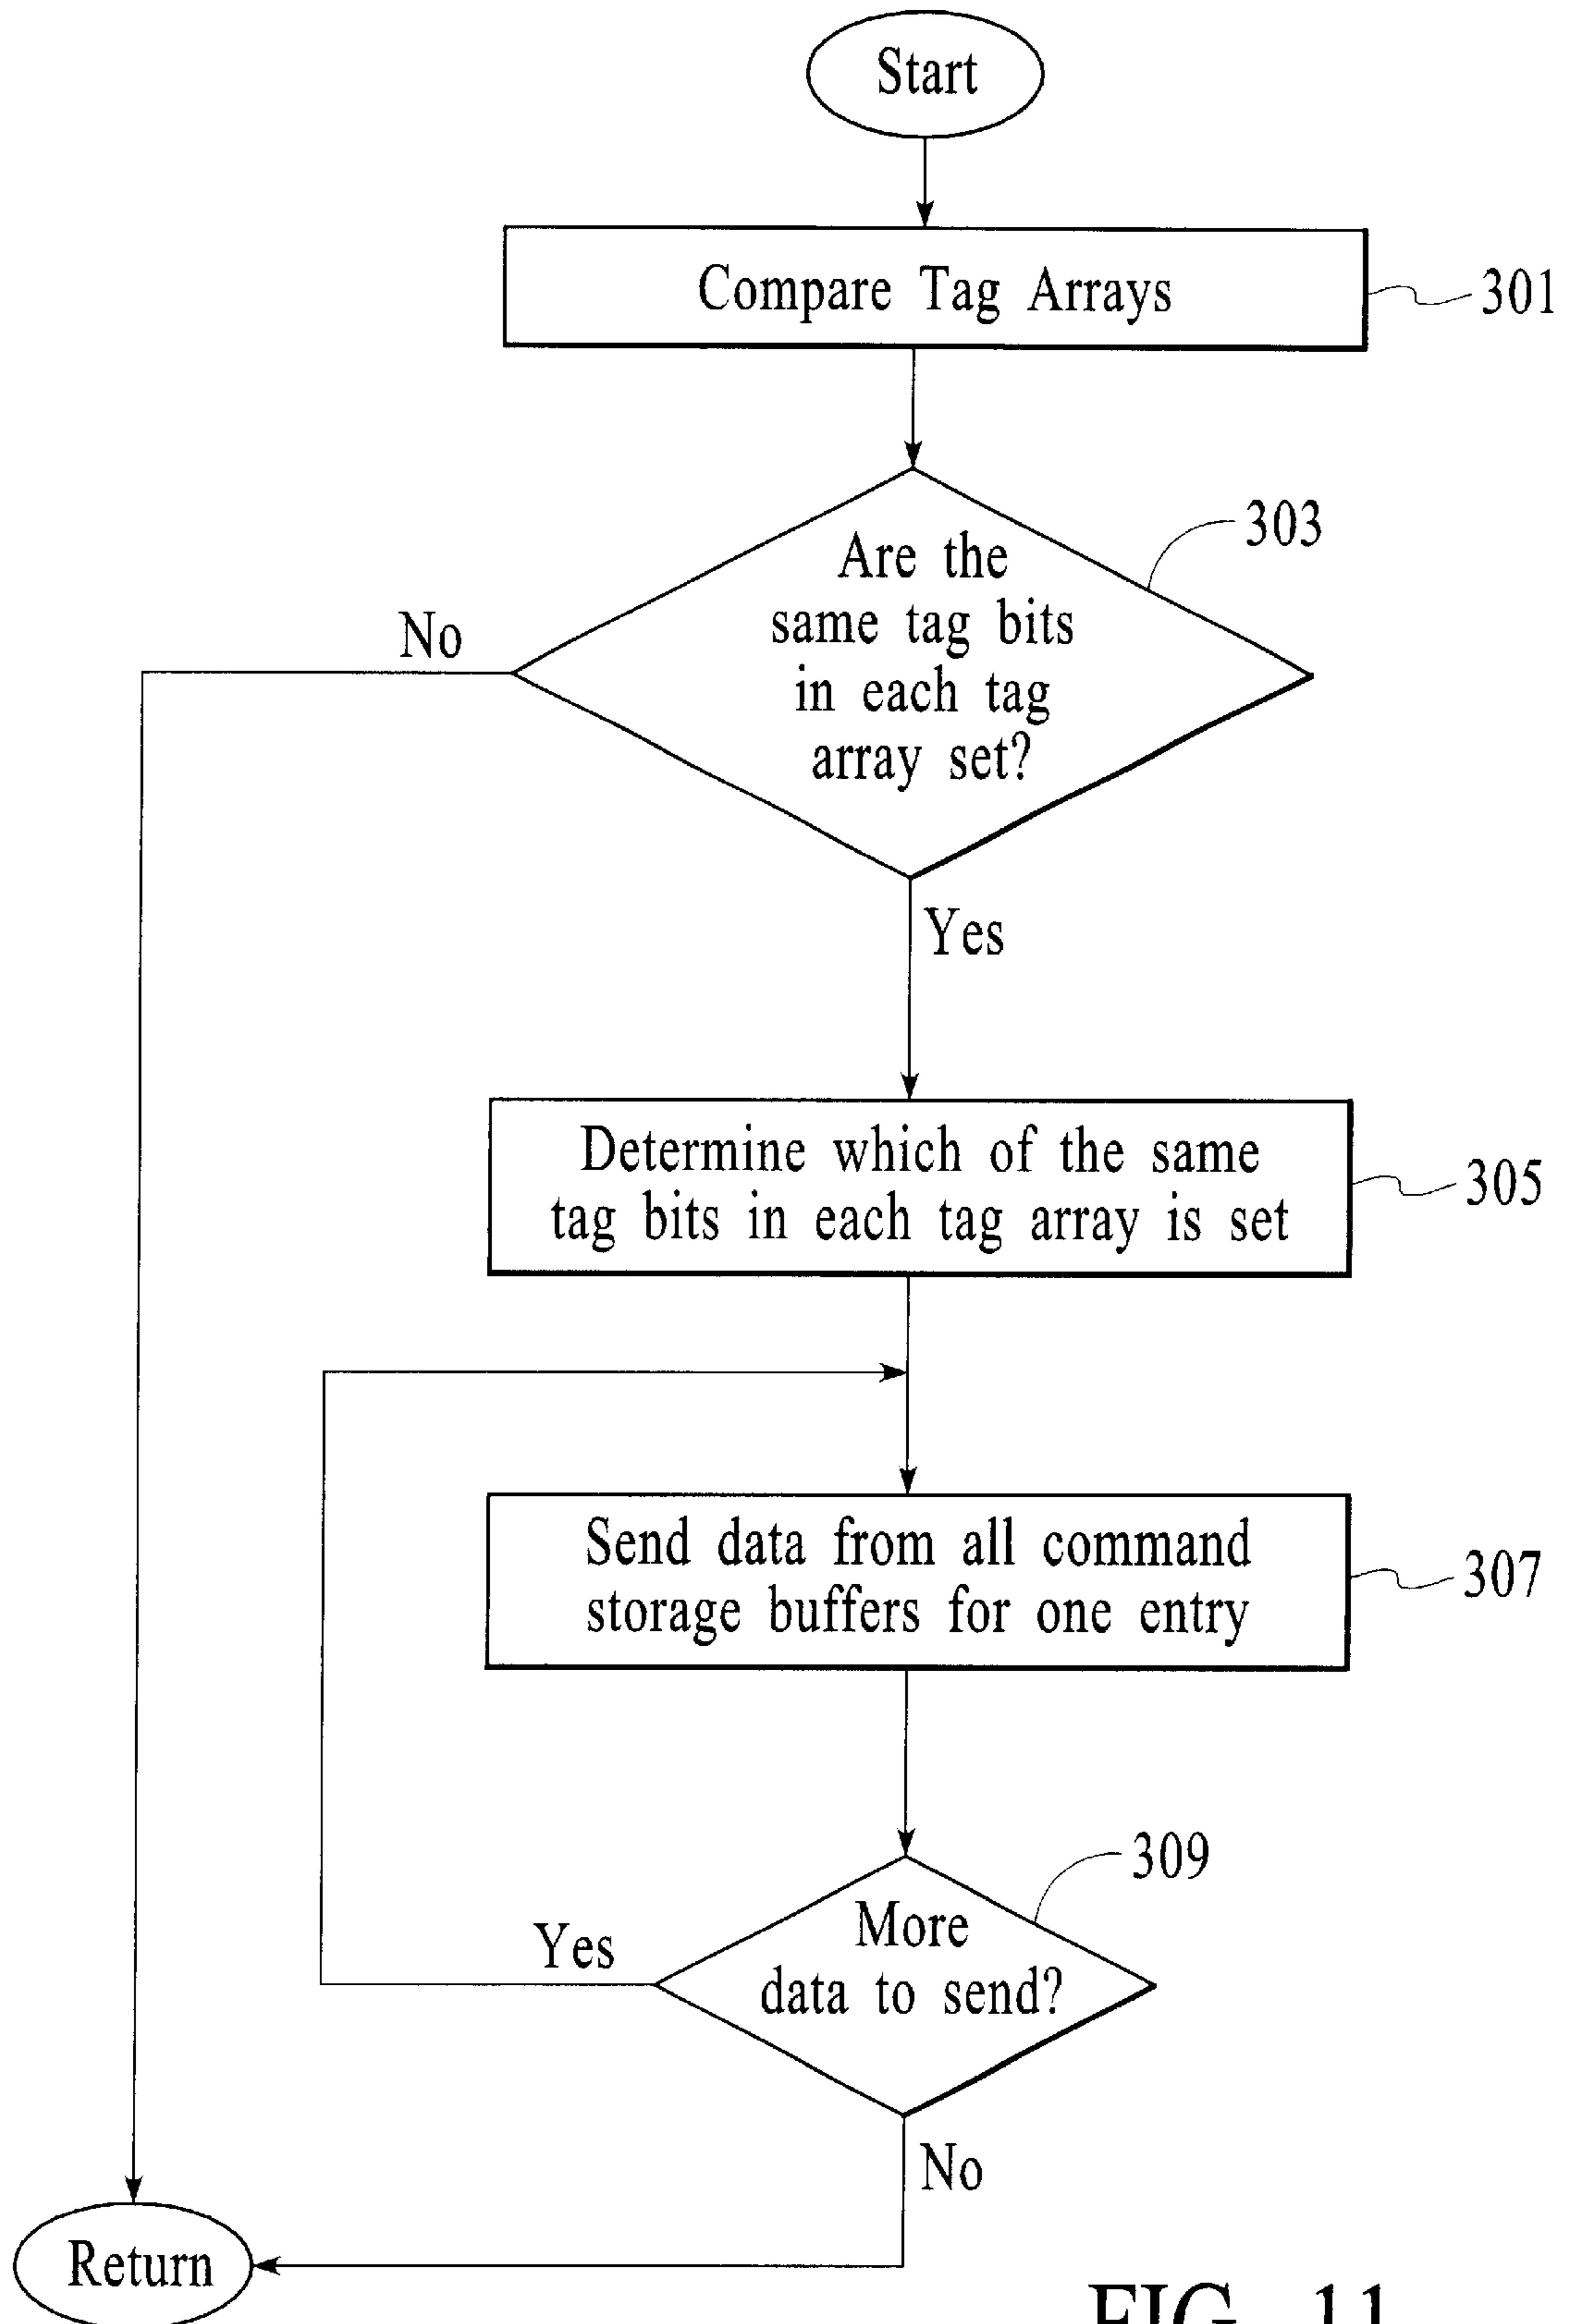 Start
Compare Tag Arrays
301
Are the
same tag bits
in each tag
array set?
303
No
Yes
Determine which of the same
tag bits in each tag array is set
305
Send data from all command
storage buffers for one entry
307
More
data to send?
309
Yes
No
Return
FIG. 11